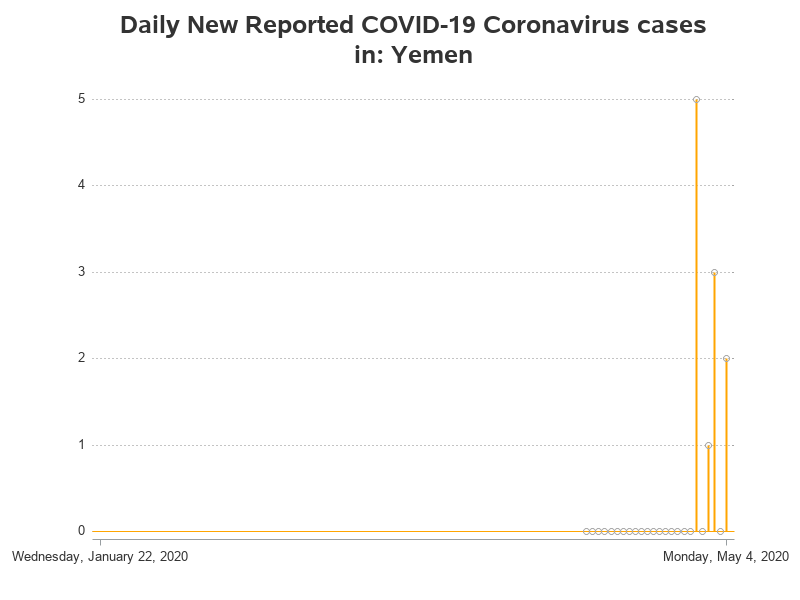 Daily New Reported COVID-19 Coronavirus cases
in: Yemen
5
4
3
2
1
0
Wednesday, January 22, 2020
Monday, May 4, 2020